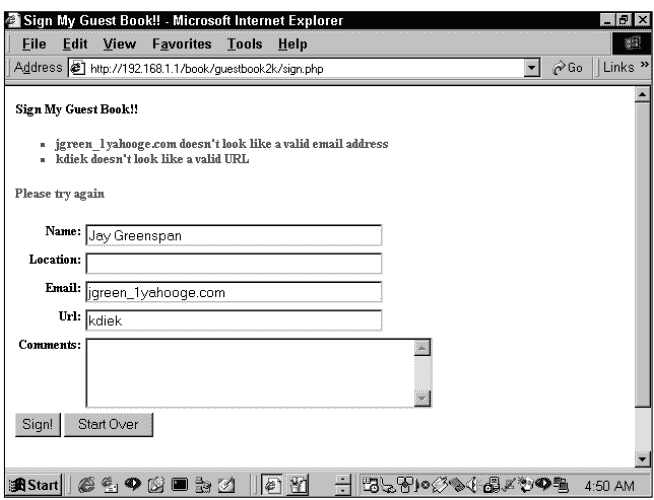 Sign My Guest Book!! - Microsoft Internet Explorer
File Edit View Favorites Tools Help
Address http://192.168.1.1/book/guestbook2k/sign.php Go Links »
Sign My Guest Book!!
jgreen_1yahooge.com doesn't look like a valid email address
kdiek doesn't look like a valid URL
Please try again
Name: Jay Greenspan
Location:
Email: jgreen_1yahooge.com
Url: kdiek
Comments:
Sign! Start Over
Start 4:50 AM